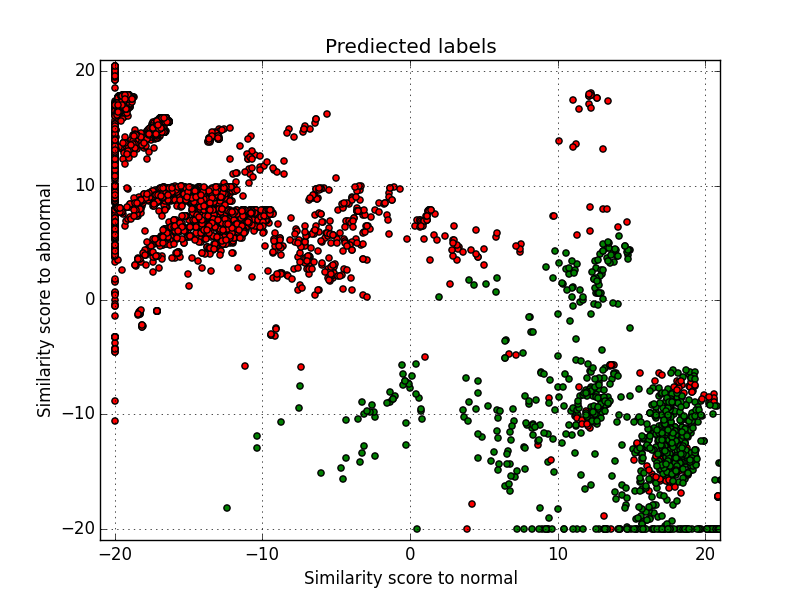 Prediected labels
20
10
0
−10
−20
Similarity score to abnormal
−20 −10 0 10 20
Similarity score to normal